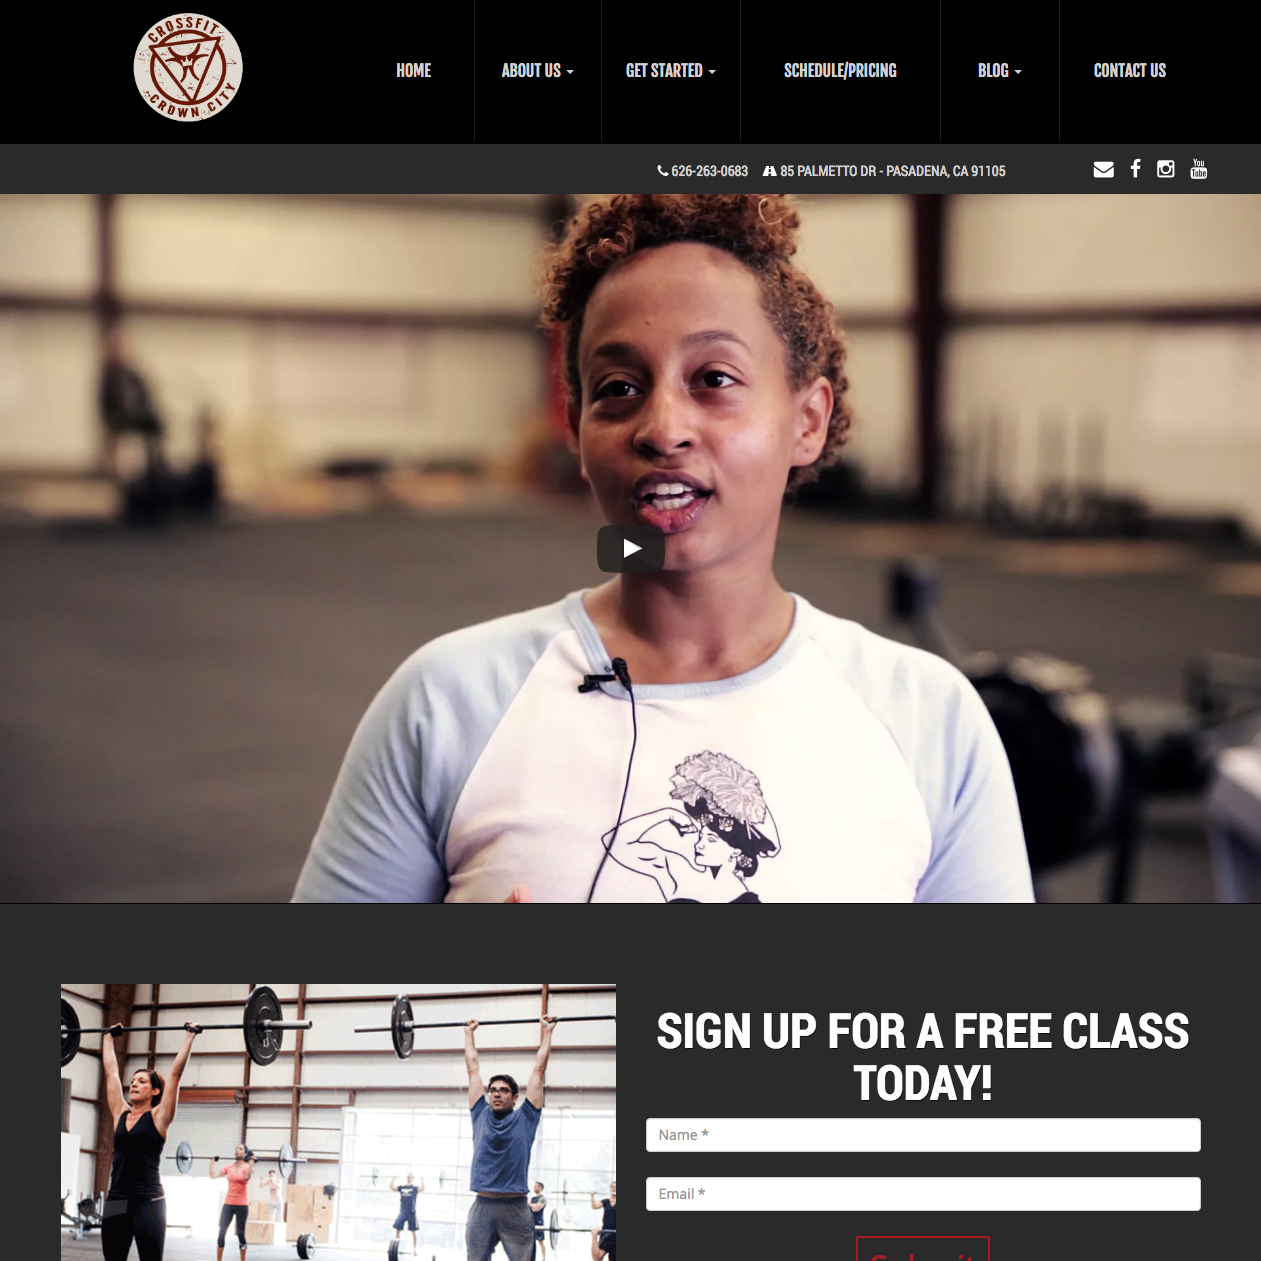 CROSSFIT
CROWN CITY
HOME
ABOUT US
GET STARTED
SCHEDULE/PRICING
BLOG
CONTACT US
626-263-0683
85 PALMETTO DR - PASADENA, CA 91105
You
Tube
SIGN UP FOR A FREE CLASS
TODAY!
Name *
Email *
Submit